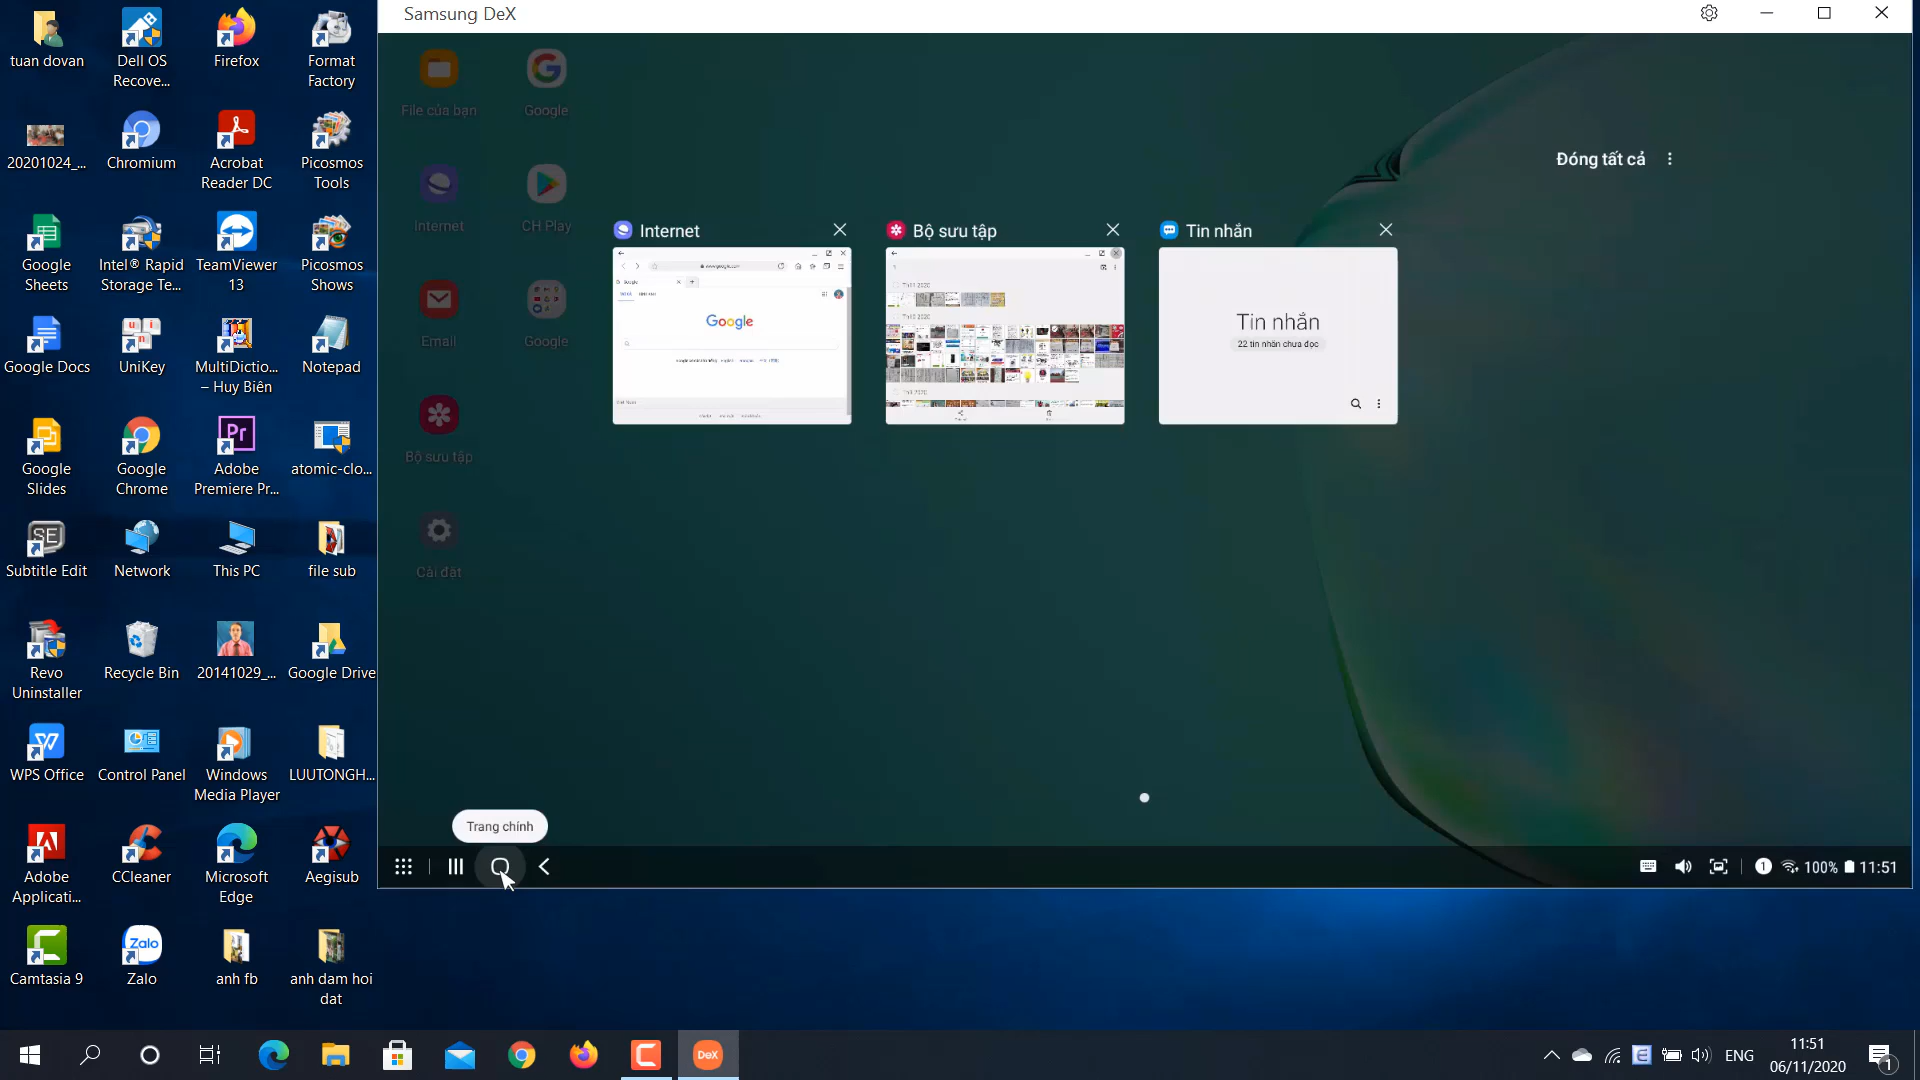 Samsung DeX
tuan dovan
Dell OS
Recove...
Firefox
Format
Factory
20201024_...
Chromium
Acrobat
Reader DC
Picosmos
Tools
Google
Sheets
Intel® Rapid
Storage Te...
TeamViewer
13
Picosmos
Shows
Google Docs
UniKey
MultiDictio...
– Huy Biên
Notepad
Google
Slides
Google
Chrome
Adobe
Premiere Pr...
atomic-clo...
Subtitle Edit
Network
This PC
file sub
Revo
Uninstaller
Recycle Bin
20141029_...
Google Drive
WPS Office
Control Panel
Windows
Media Player
LUUTONGH...
Adobe
Applicati...
CCleaner
Microsoft
Edge
Aegisub
Camtasia 9
Zalo
anh fb
anh dam hoi
dat
File của bạn
Google
Internet
CH Play
Email
Google
Bộ sưu tập
Cài đặt
Đóng tất cả
Internet
Google
Bộ sưu tập
Tin nhắn
Tin nhắn
22 tin nhắn chưa đọc
Trang chính
1 100% 11:51
DeX
ENG
11:51
06/11/2020
1